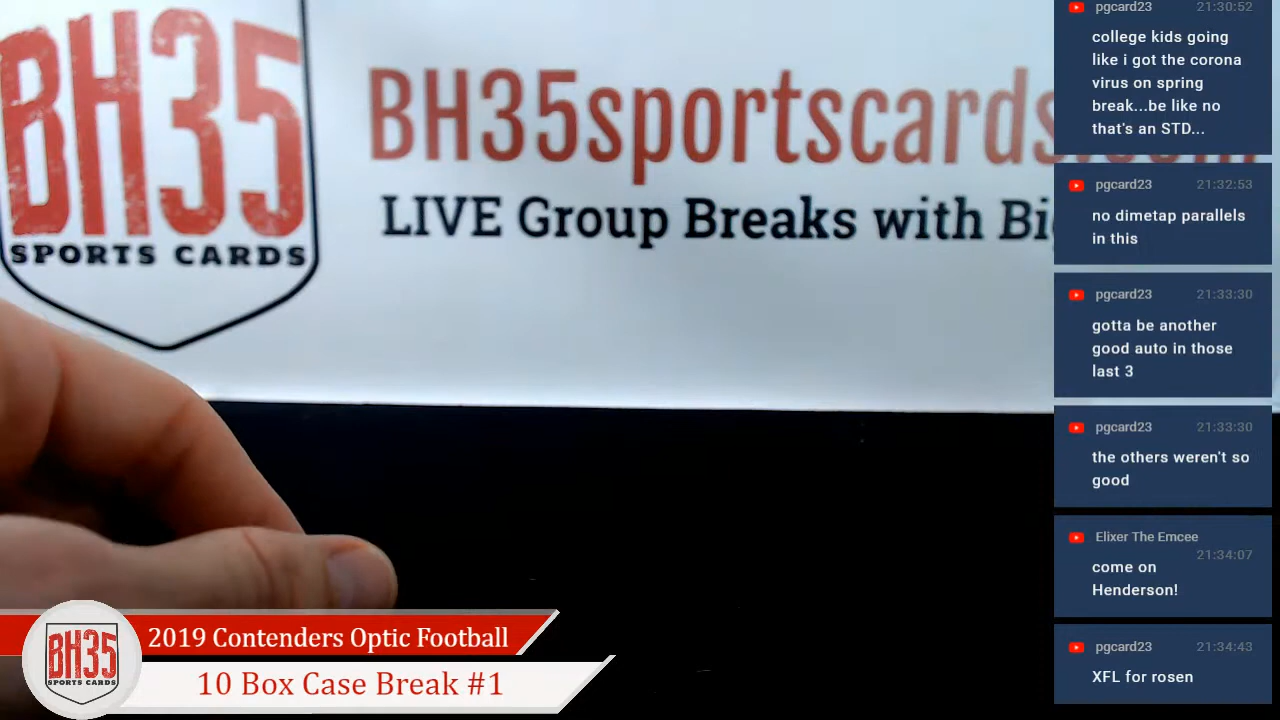 BH35
SPORTS CARDS
BH35sportscards.com
LIVE Group Breaks with
pgcard23 21:30:52
college kids going
like i got the corona
virus on spring
break...be like no
that's an STD...
pgcard23 21:32:53
no dimetap parallels
in this
pgcard23 21:33:30
gotta be another
good auto in those
last 3
pgcard23 21:33:30
the others weren't so
good
Elixer The Emcee
21:34:07
come on
Henderson!
pgcard23 21:34:43
XFL for rosen
BH35
SPORTS CARDS
2019 Contenders Optic Football
10 Box Case Break #1